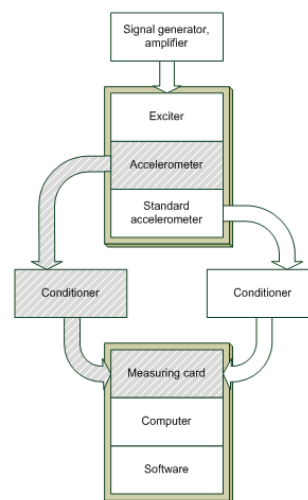 Signal generator,
amplifier
Exciter
Accelerometer
Standard
accelerometer
Conditioner
Conditioner
Measuring card
Computer
Software